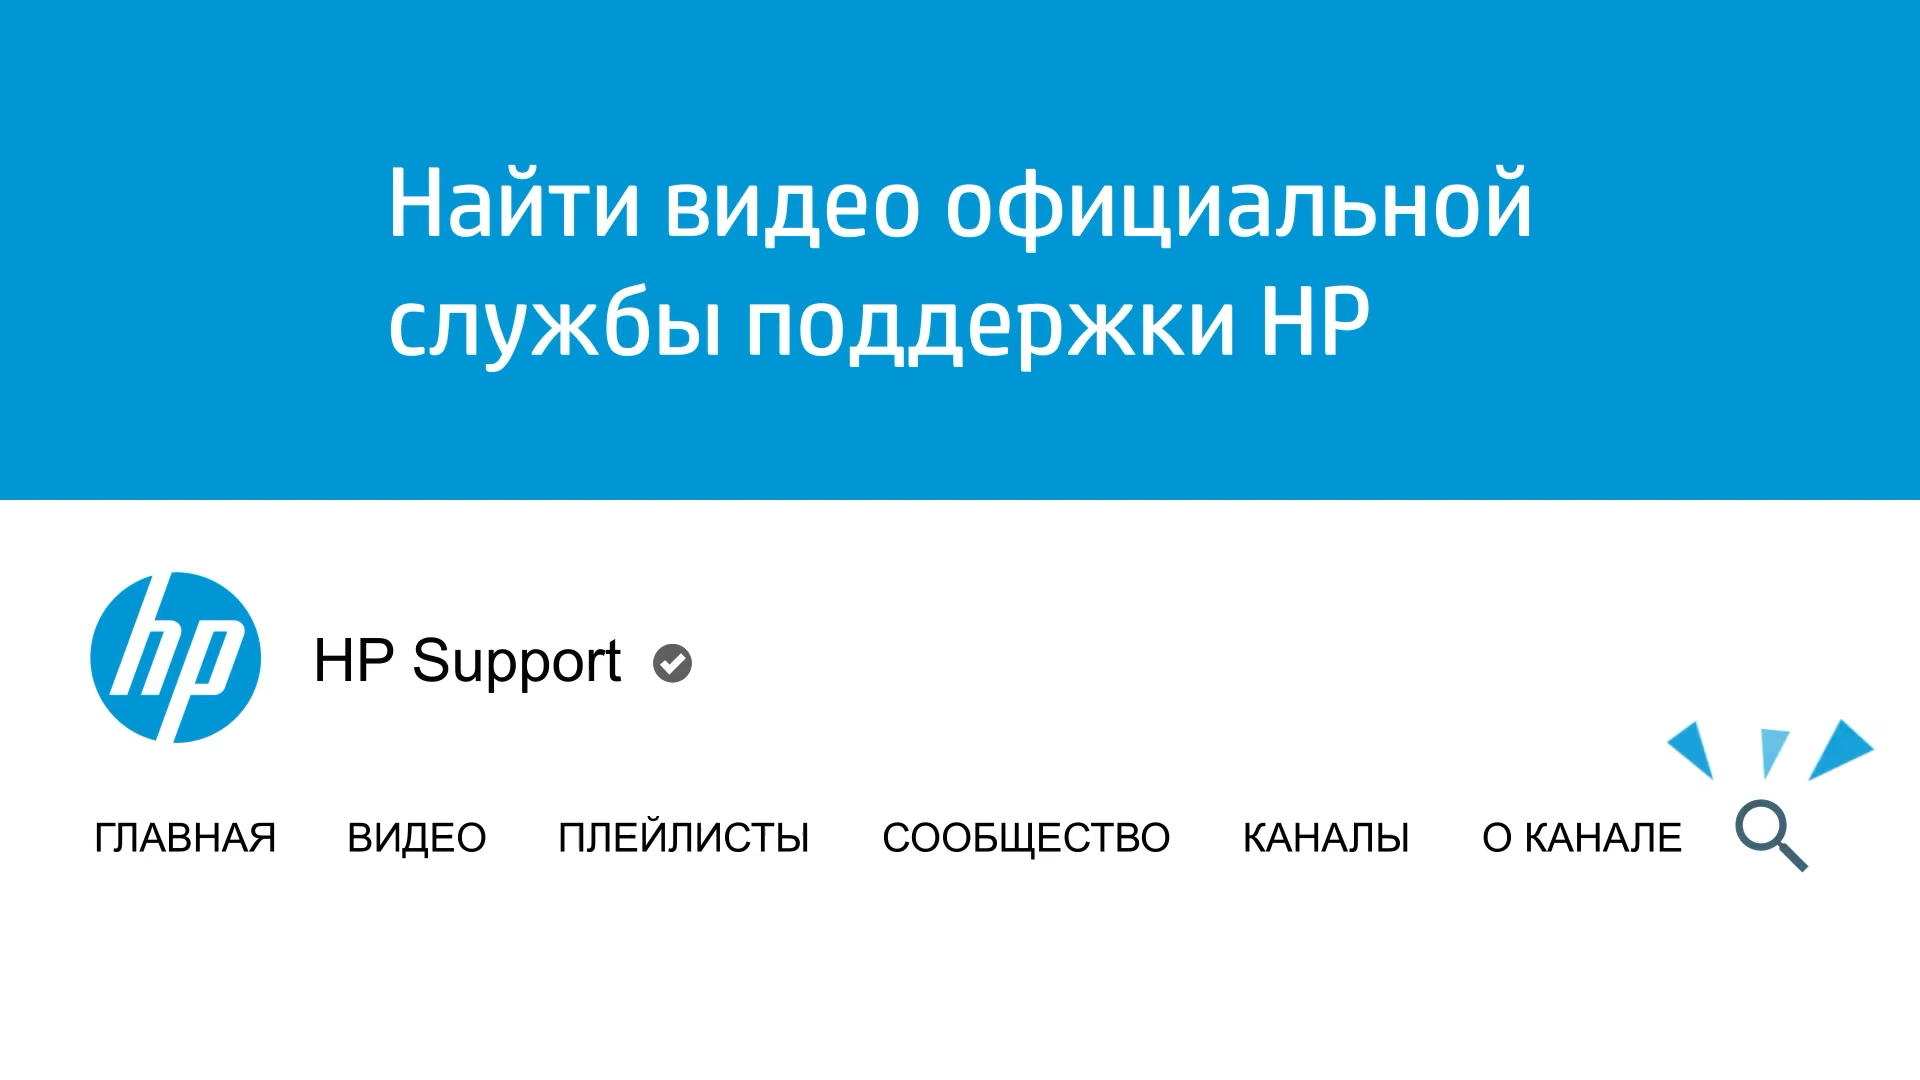 Найти видео официальной
службы поддержки HP
hp
HP Support
ГЛАВНАЯ ВИДЕО ПЛЕЙЛИСТЫ СООБЩЕСТВО КАНАЛЫ О КАНАЛЕ